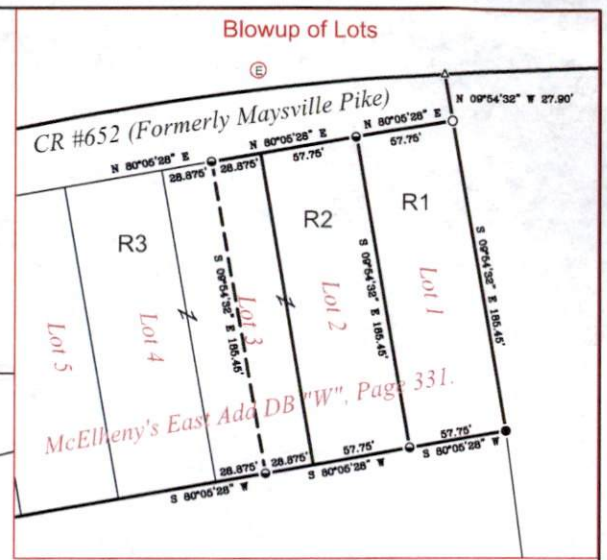 Blowup of Lots
E
N 09°54'32" W 27.90'
CR #652 (Formerly Maysville Pike)
N 80°05'28" E
N 80°05'28" E
N 80°05'28" E
28.875'
28.875'
57.75'
57.75'
R3
R2
R1
S 09°54'32" E 185.45'
S 09°54'32" E 185.45'
S 09°54'32" E 185.45'
Lot 5
Lot 4
Lot 3
Lot 2
Lot 1
Z
Z
McElheny's East Add DB "W", Page 331.
28.875'
28.875'
57.75'
57.75'
S 80°05'28" W
S 80°05'28" W
S 80°05'28" W